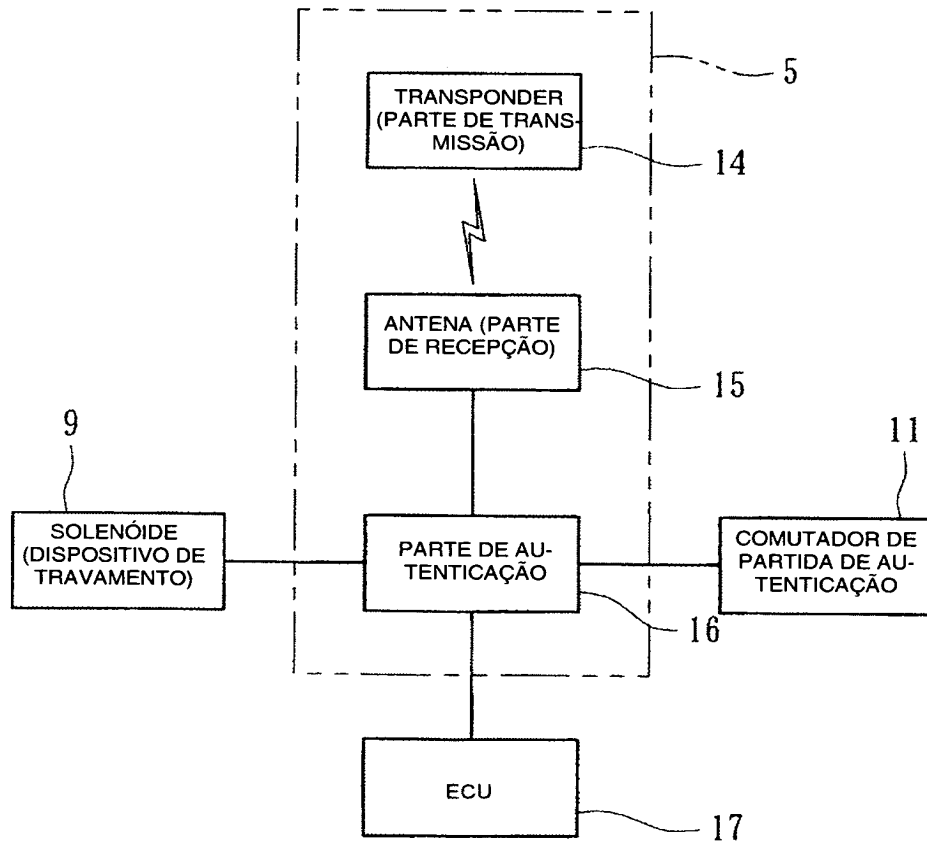 5
TRANSPONDER
(PARTE DE TRANS-
MISSÃO)
14
ANTENA (PARTE
DE RECEPÇÃO)
15
9
11
SOLENÓIDE
(DISPOSITIVO DE
TRAVAMENTO)
PARTE DE AU-
TENTICAÇÃO
COMUTADOR DE
PARTIDA DE AU-
TENTICAÇÃO
16
ECU
17